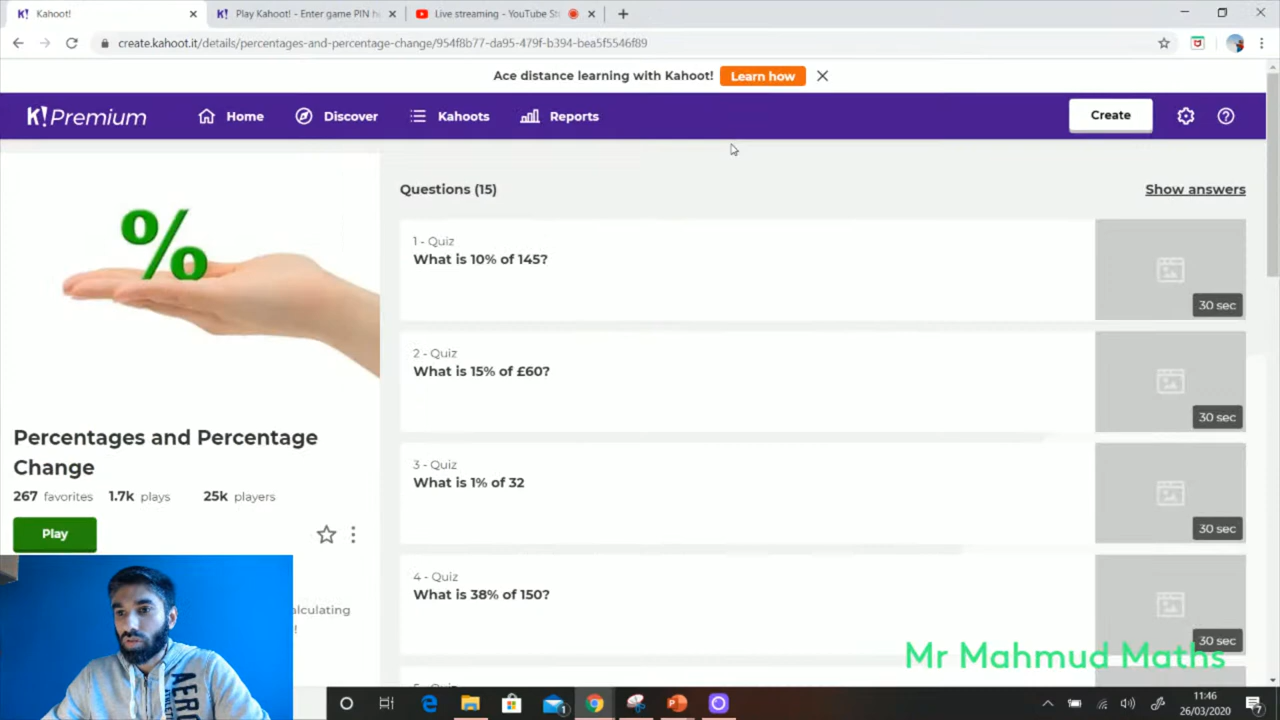 Kahoot!
Play Kahoot! - Enter game PIN h
Live streaming - YouTube St
create.kahoot.it/details/percentages-and-percentage-change/954f8b77-da95-479f-b394-bea5f5546f89
Ace distance learning with Kahoot!
Learn how
K!Premium
Home
Discover
Kahoots
Reports
Create
Questions (15)
Show answers
1 - Quiz
What is 10% of 145?
30 sec
2 - Quiz
What is 15% of £60?
30 sec
3 - Quiz
What is 1% of 32
30 sec
4 - Quiz
What is 38% of 150?
30 sec
%
Percentages and Percentage
Change
267 favorites 1.7k plays 25k players
Play
alculating
!
AERO
Mr Mahmud Maths
1
11:46
26/03/2020
7